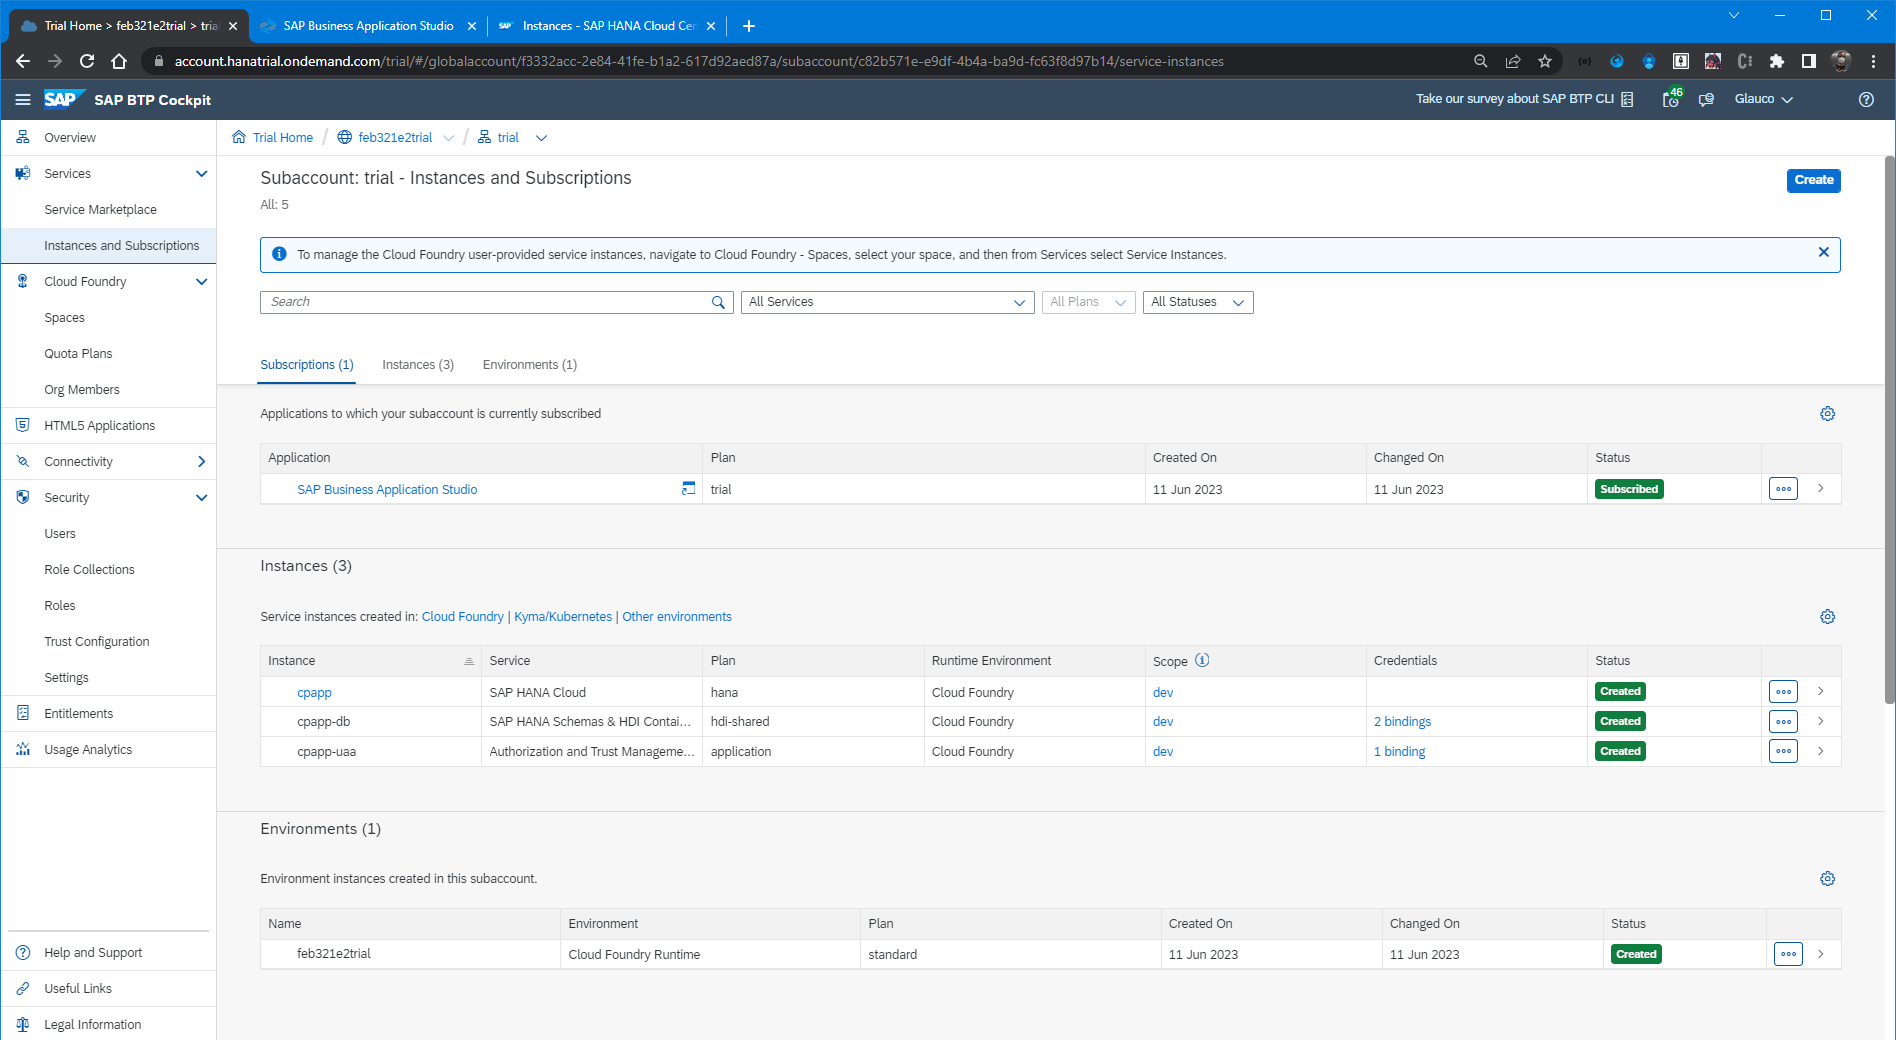 Trial Home > feb321e2trial > trial
SAP Business Application Studio
SAP Instances - SAP HANA Cloud Cen
account.hanatrial.ondemand.com/trial/#/globalaccount/f3332acc-2e84-41fe-b1a2-617d92aed87a/subaccount/c82b571e-e9df-4b4a-ba9d-fc63f8d97b14/service-instances
SAP SAP BTP Cockpit
Take our survey about SAP BTP CLI
46
Glauco
Overview
Services
Service Marketplace
Instances and Subscriptions
Cloud Foundry
Spaces
Quota Plans
Org Members
HTML5 Applications
Connectivity
Security
Users
Role Collections
Roles
Trust Configuration
Settings
Entitlements
Usage Analytics
Help and Support
Useful Links
Legal Information
Trial Home / feb321e2trial / trial
Subaccount: trial - Instances and Subscriptions
Create
All: 5
To manage the Cloud Foundry user-provided service instances, navigate to Cloud Foundry - Spaces, select your space, and then from Services select Service Instances.
Search
All Services
All Plans
All Statuses
Subscriptions (1) Instances (3) Environments (1)
Applications to which your subaccount is currently subscribed
Application Plan Created On Changed On Status
SAP Business Application Studio trial 11 Jun 2023 11 Jun 2023 Subscribed
Instances (3)
Service instances created in: Cloud Foundry | Kyma/Kubernetes | Other environments
Instance Service Plan Runtime Environment Scope Credentials Status
cpapp SAP HANA Cloud hana Cloud Foundry dev Created
cpapp-db SAP HANA Schemas & HDI Contai... hdi-shared Cloud Foundry dev 2 bindings Created
cpapp-uaa Authorization and Trust Manageme... application Cloud Foundry dev 1 binding Created
Environments (1)
Environment instances created in this subaccount.
Name Environment Plan Created On Changed On Status
feb321e2trial Cloud Foundry Runtime standard 11 Jun 2023 11 Jun 2023 Created